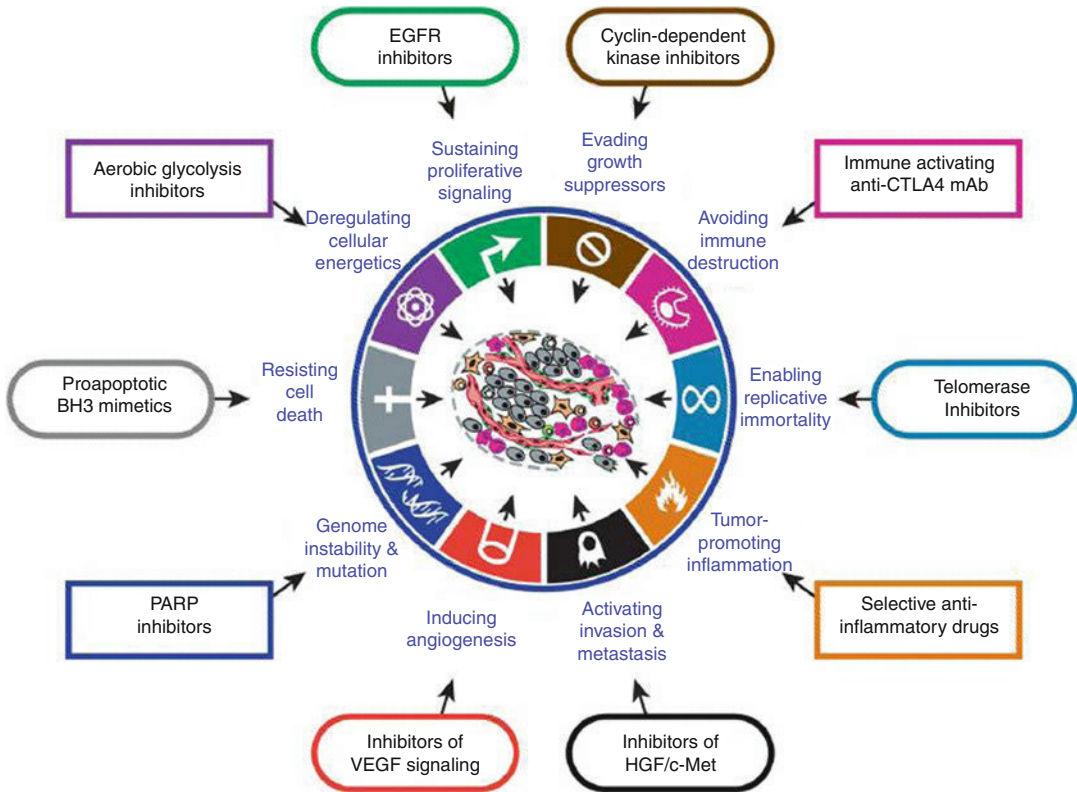 EGFR
inhibitors
Cyclin-dependent
kinase inhibitors
Aerobic glycolysis
inhibitors
Sustaining
proliferative
signaling
Evading
growth
suppressors
Immune activating
anti-CTLA4 mAb
Deregulating
cellular
energetics
Avoiding
immune
destruction
Proapoptotic
BH3 mimetics
Resisting
cell
death
Enabling
replicative
immortality
Telomerase
Inhibitors
Genome
instability &
mutation
Tumor-
promoting
inflammation
PARP
inhibitors
Inducing
angiogenesis
Activating
invasion &
metastasis
Selective anti-
inflammatory drugs
Inhibitors of
VEGF signaling
Inhibitors of
HGF/c-Met